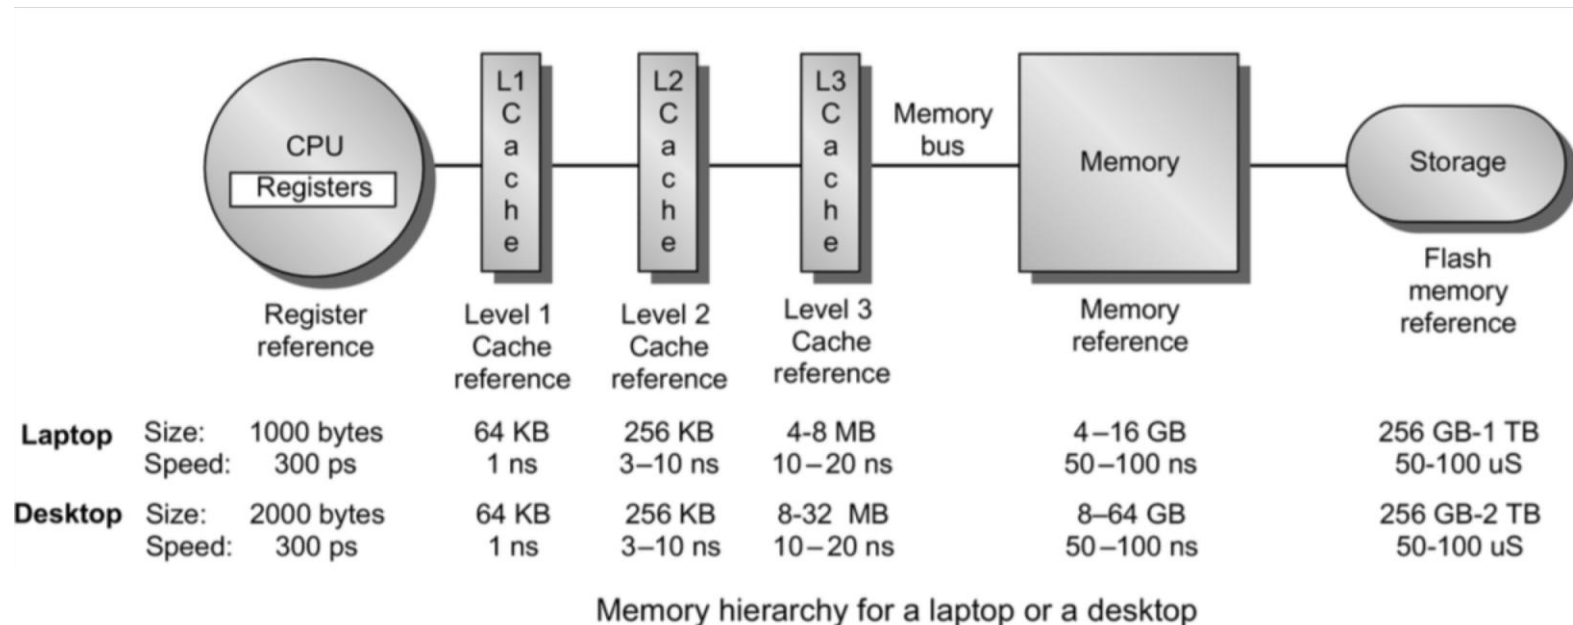 CPU
Registers
L1
C
a
c
h
e
L2
C
a
c
h
e
L3
C
a
c
h
e
Memory
bus
Memory
Storage
Register
reference
Level 1
Cache
reference
Level 2
Cache
reference
Level 3
Cache
reference
Memory
reference
Flash
memory
reference
Laptop Size: 1000 bytes 64 KB 256 KB 4-8 MB 4–16 GB 256 GB-1 TB
Speed: 300 ps 1 ns 3–10 ns 10–20 ns 50–100 ns 50-100 uS
Desktop Size: 2000 bytes 64 KB 256 KB 8-32 MB 8–64 GB 256 GB-2 TB
Speed: 300 ps 1 ns 3–10 ns 10–20 ns 50–100 ns 50-100 uS
Memory hierarchy for a laptop or a desktop